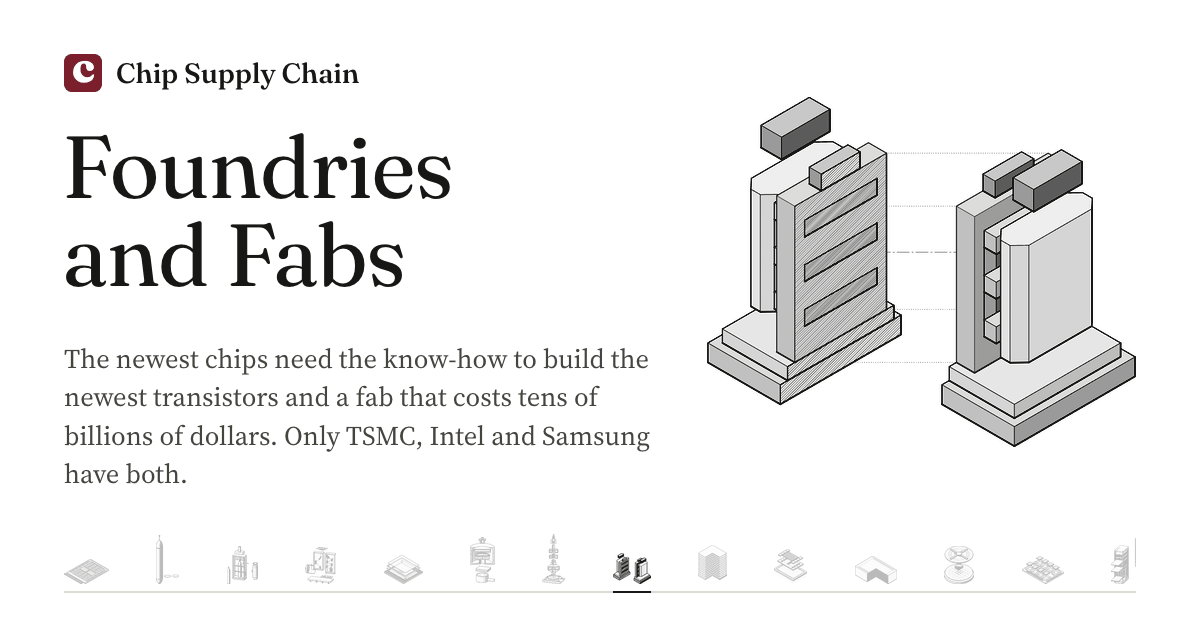 C
Chip Supply Chain
Foundries
and Fabs
The newest chips need the know-how to build the
newest transistors and a fab that costs tens of
billions of dollars. Only TSMC, Intel and Samsung
have both.